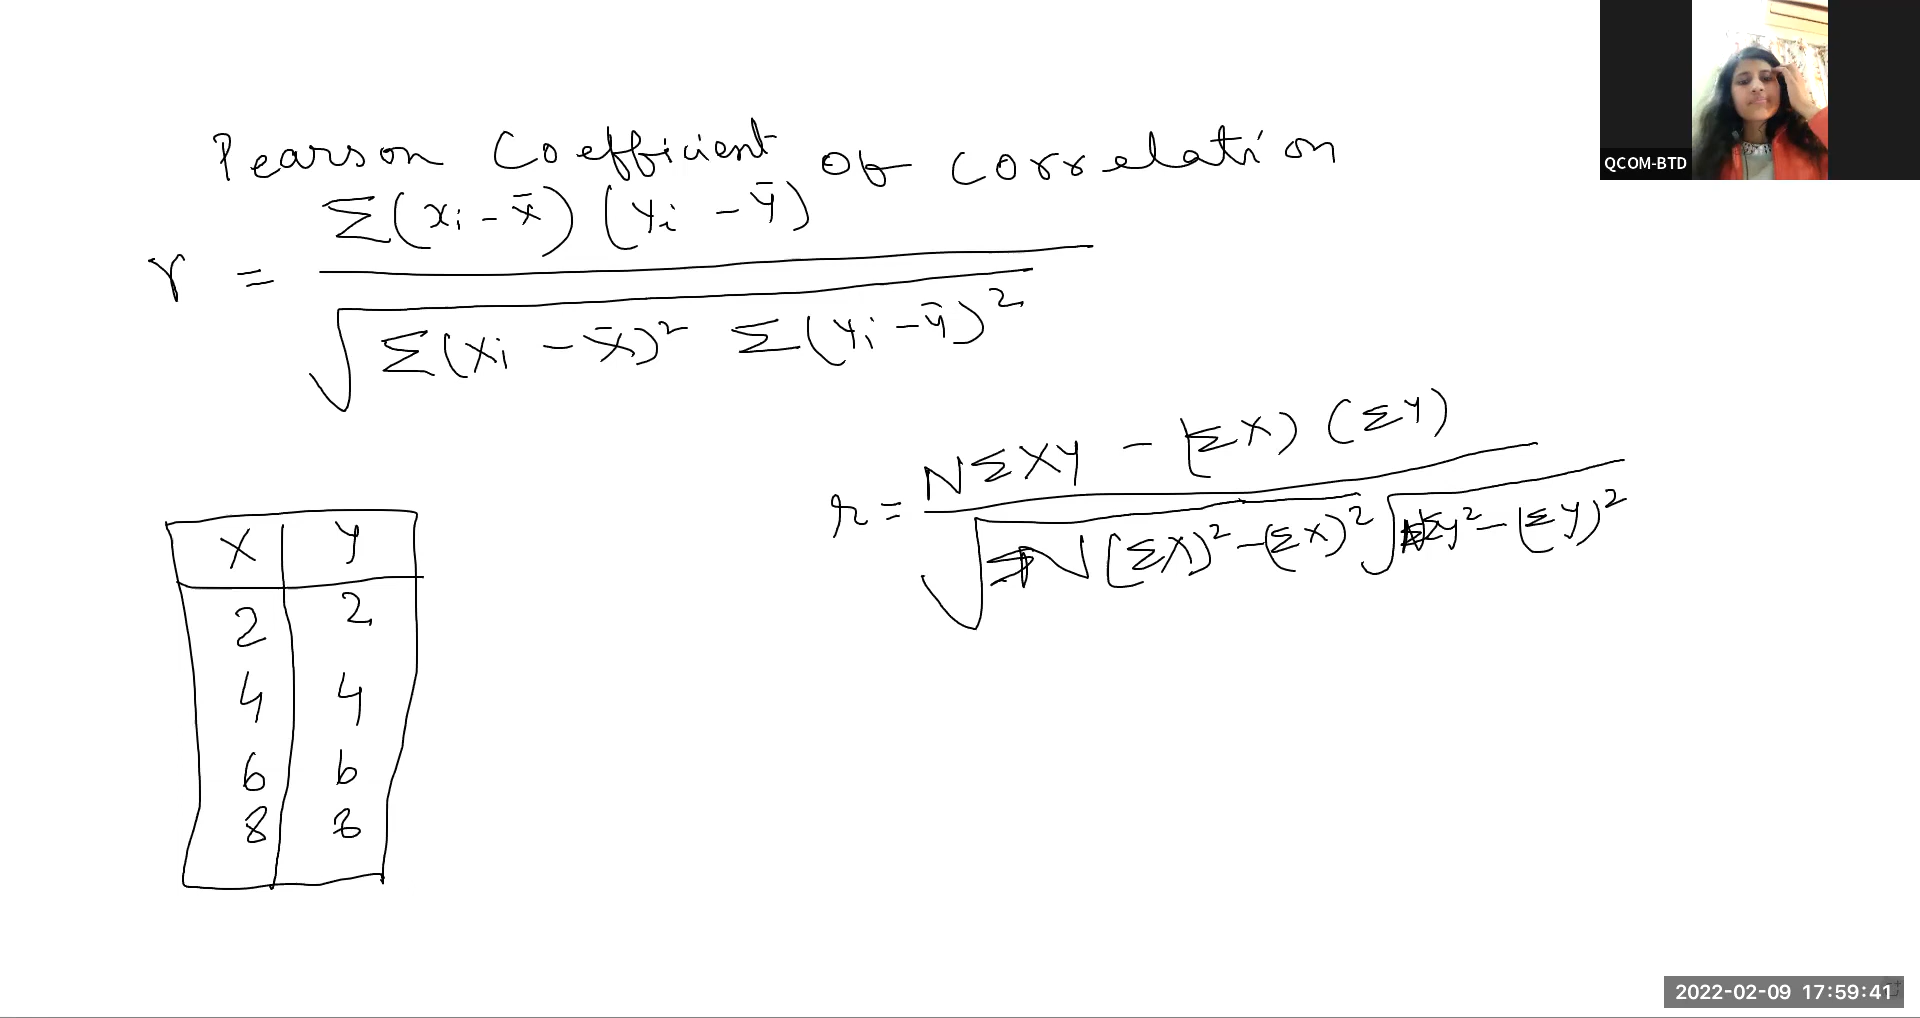 QCOM-BTD
Pearson Coefficient of correlation
Σ(xi - x̄) (yi - ȳ)
r =
√Σ(xi - x̄)² Σ(yi - ȳ)²
NΣXY - (ΣX) (ΣY)
r =
√N(ΣX)² - (ΣX)² √NΣy² - (ΣY)²
X Y
2 2
4 4
6 6
8 8
2022-02-09 17:59:41